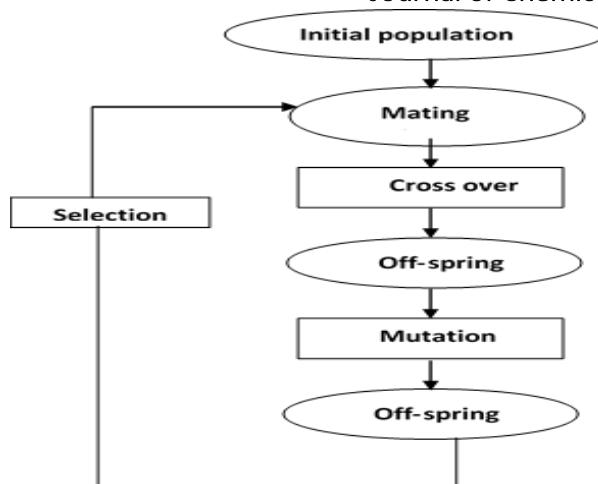 Initial population
Mating
Cross over
Selection
Off-spring
Mutation
Off-spring